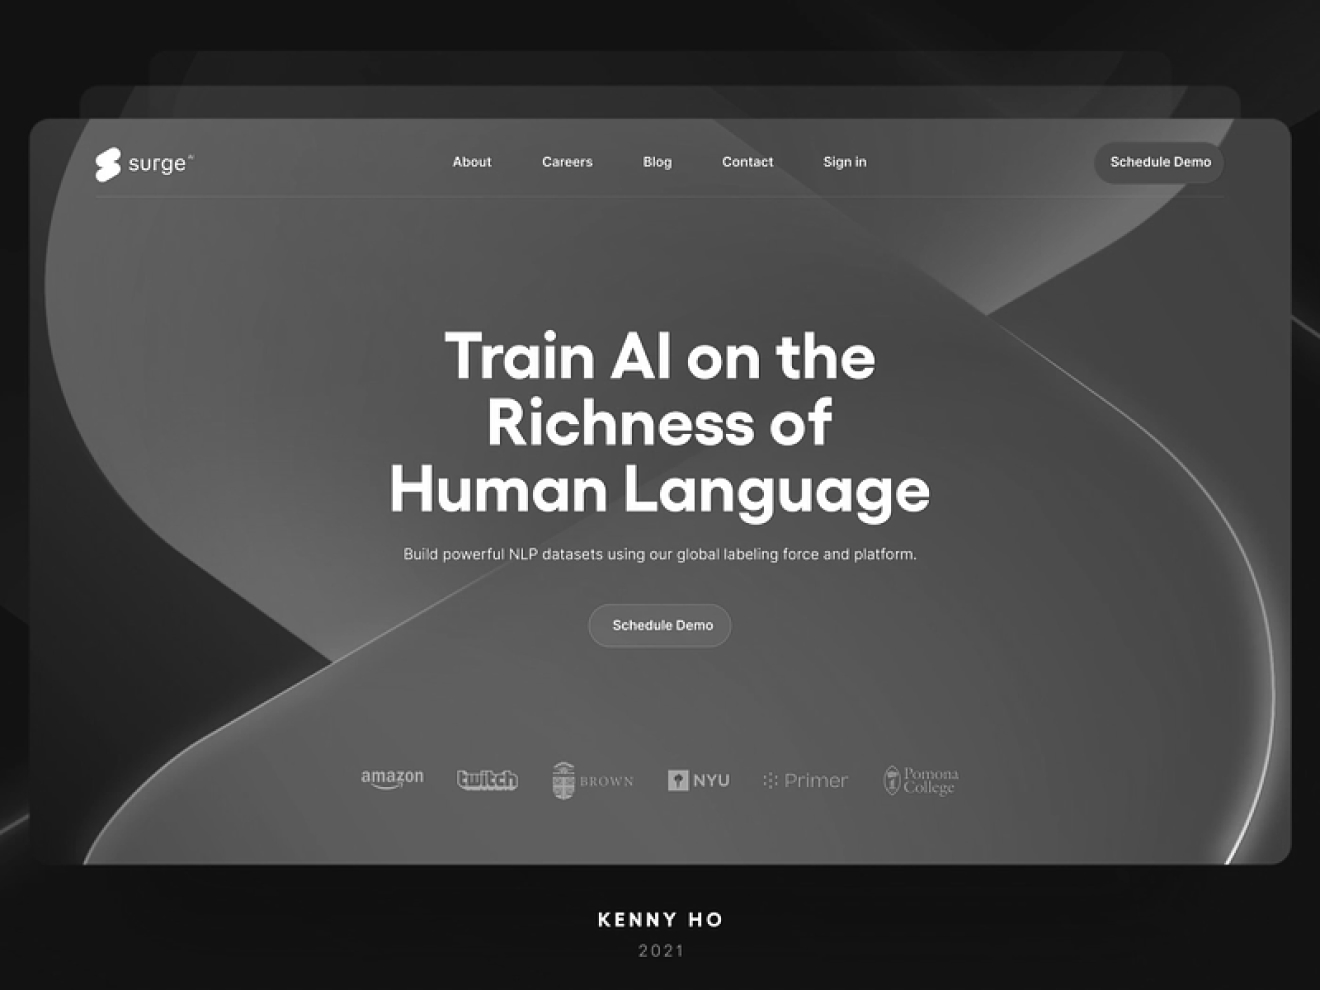 surge
About
Careers
Blog
Contact
Sign in
Schedule Demo
Train AI on the
Richness of
Human Language
Build powerful NLP datasets using our global labeling force and platform.
Schedule Demo
amazon
twitch
BROWN
NYU
Primer
Pomona
College
KENNY HO
2021